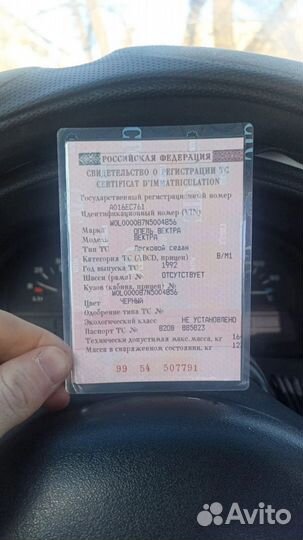 РОССИЙСКАЯ ФЕДЕРАЦИЯ
СВИДЕТЕЛЬСТВО О РЕГИСТРАЦИИ ТС
CERTIFICAT D'IMMATRICULATION
Государственный регистрационный номер
А016ЕС761
Идентификационный номер (VIN)
W0L000087N5004856
Марка ОПЕЛЬ ВЕКТРА
Модель ВЕКТРА
Тип ТС Легковой седан
Категория ТС (ABCD, прицеп) B/M1
Год выпуска ТС 1992
Шасси (рама) № ОТСУТСТВУЕТ
Кузов (кабина, прицеп) №
W0L000087N5004856
Цвет ЧЕРНЫЙ
Одобрение типа ТС №
Экологический класс НЕ УСТАНОВЛЕНО
Паспорт ТС № 8208 885023
Технически допустимая макс.масса, кг
Масса в снаряженном состоянии, кг
99 54 507791
Avito